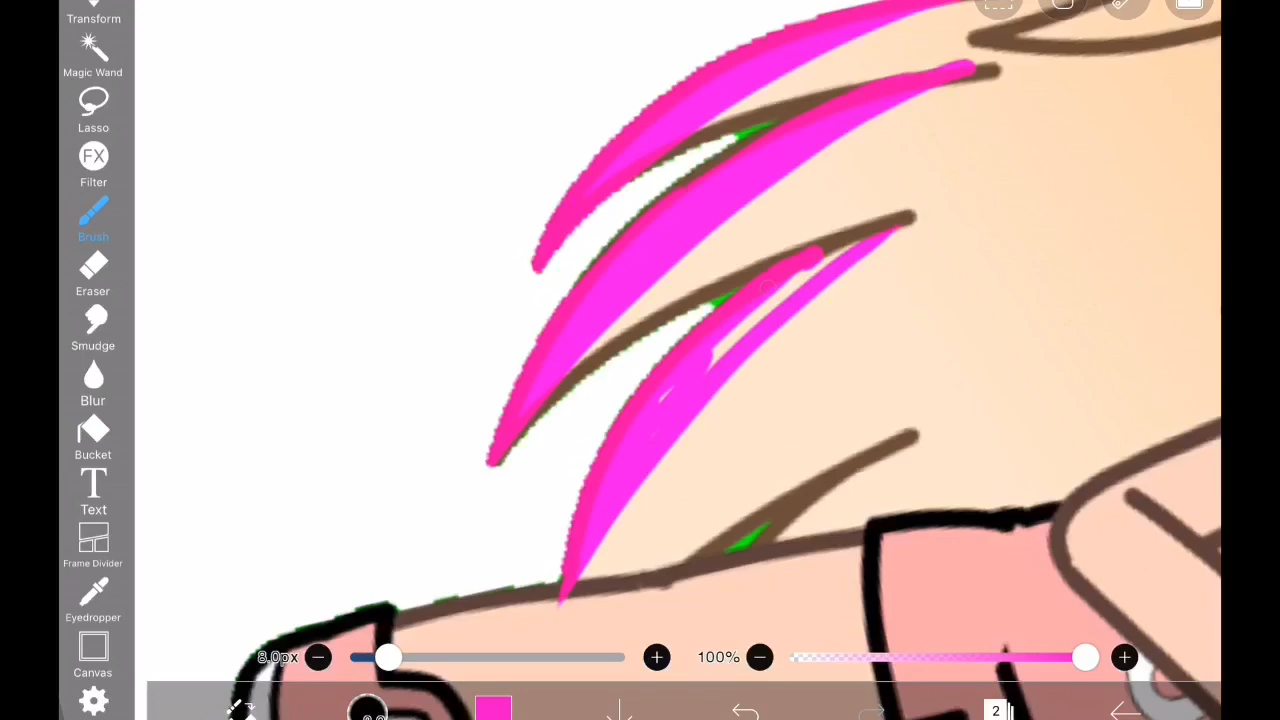 Transform
Magic Wand
Lasso
FX
Filter
Brush
Eraser
Smudge
Blur
Bucket
T
Text
Frame Divider
Eyedropper
Canvas
8.0px
100%
2